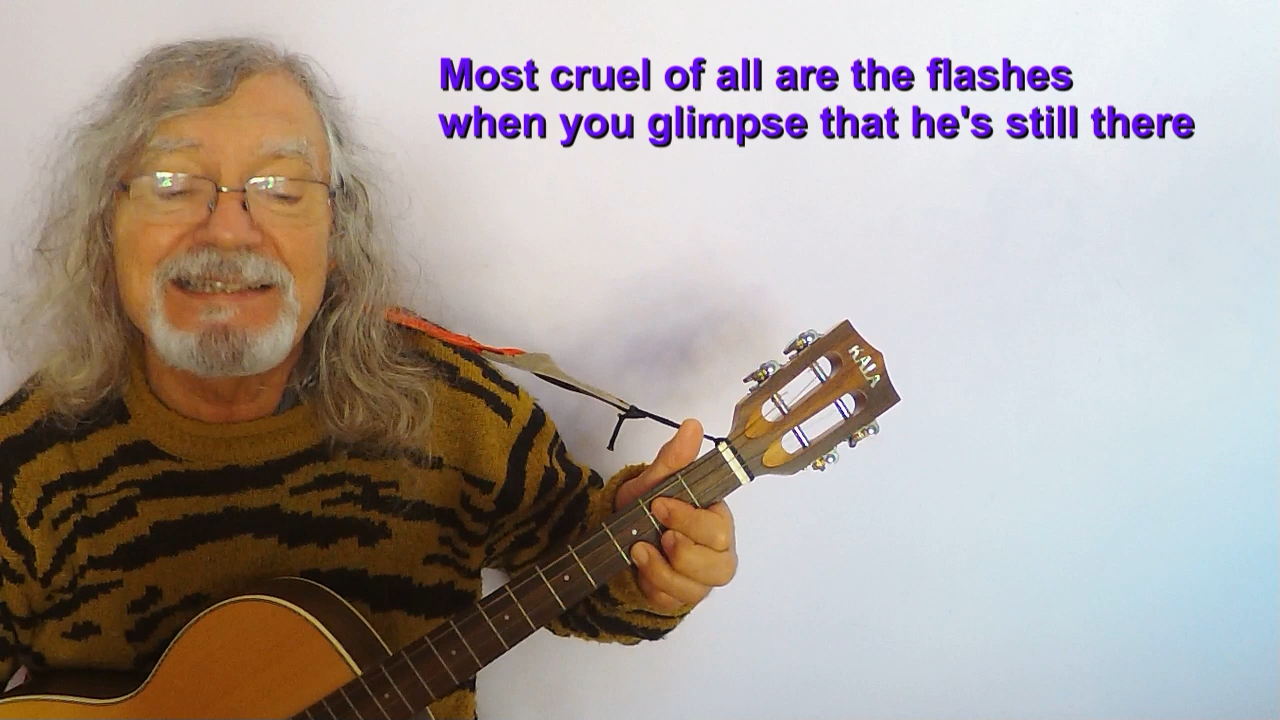 Most cruel of all are the flashes
when you glimpse that he's still there
KALA